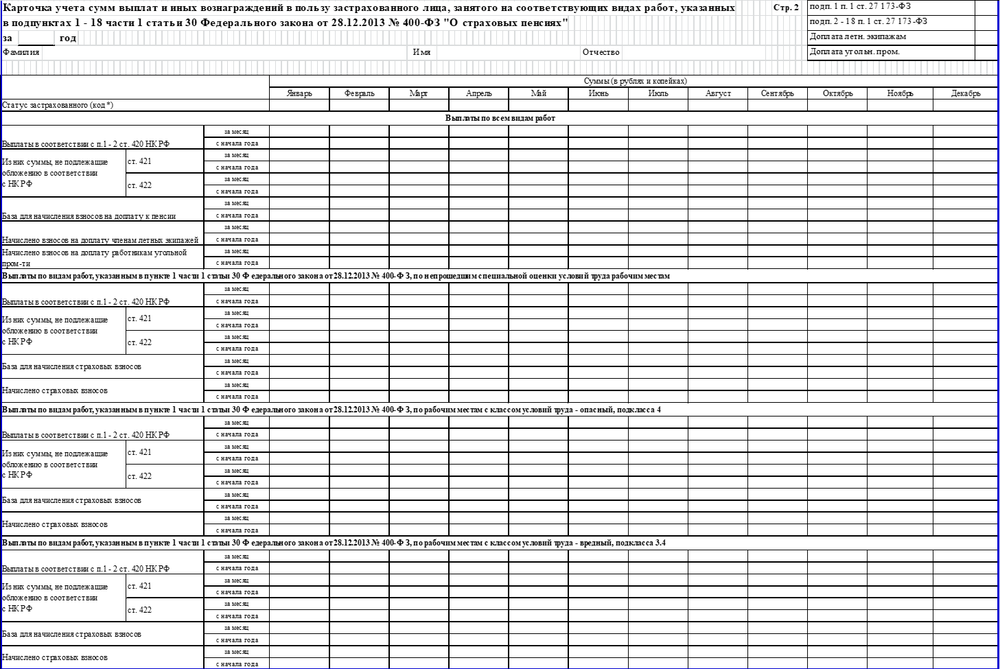 Карточка учета сумм выплат и иных вознаграждений в пользу застрахованного лица, занятого на соответствующих видах работ, указанных
Стр. 2
подп. 1 п. 1 ст. 27 173-ФЗ
в подпунктах 1 - 18 части 1 статьи 30 Федерального закона от 28.12.2013 № 400-ФЗ "О страховых пенсиях"
подп. 2 - 18 п. 1 ст. 27 173-ФЗ
за год
Доплата летн. экипажам
Фамилия Имя Отчество
Доплата угольн. пром.
Суммы (в рублях и копейках)
Январь Февраль Март Апрель Май Июнь Июль Август Сентябрь Октябрь Ноябрь Декабрь
Статус застрахованного (код *)
Выплаты по всем видам работ
за месяц
Выплаты в соответствии с п.1 - 2 ст. 420 НК РФ
с начала года
Из них суммы, не подлежащие
обложению в соответствии
с НК РФ
ст. 421
за месяц
с начала года
ст. 422
за месяц
с начала года
за месяц
База для начисления взносов на доплату к пенсии
с начала года
за месяц
Начислено взносов на доплату членам летных экипажей
с начала года
Начислено взносов на доплату работникам угольной
пром-ти
за месяц
с начала года
Выплаты по видам работ, указанным в пункте 1 части 1 статьи 30 Федерального закона от 28.12.2013 № 400-ФЗ, по непрошедшим специальной оценки условий труда рабочим местам
за месяц
Выплаты в соответствии с п.1 - 2 ст. 420 НК РФ
с начала года
Из них суммы, не подлежащие
обложению в соответствии
с НК РФ
ст. 421
за месяц
с начала года
ст. 422
за месяц
с начала года
База для начисления страховых взносов
за месяц
с начала года
Начислено страховых взносов
за месяц
с начала года
Выплаты по видам работ, указанным в пункте 1 части 1 статьи 30 Федерального закона от 28.12.2013 № 400-ФЗ, по рабочим местам с классом условий труда - опасный, подкласса 4
за месяц
Выплаты в соответствии с п.1 - 2 ст. 420 НК РФ
с начала года
Из них суммы, не подлежащие
обложению в соответствии
с НК РФ
ст. 421
за месяц
с начала года
ст. 422
за месяц
с начала года
База для начисления страховых взносов
за месяц
с начала года
Начислено страховых взносов
за месяц
с начала года
Выплаты по видам работ, указанным в пункте 1 части 1 статьи 30 Федерального закона от 28.12.2013 № 400-ФЗ, по рабочим местам с классом условий труда - вредный, подкласса 3.4
за месяц
Выплаты в соответствии с п.1 - 2 ст. 420 НК РФ
с начала года
Из них суммы, не подлежащие
обложению в соответствии
с НК РФ
ст. 421
за месяц
с начала года
ст. 422
за месяц
с начала года
База для начисления страховых взносов
за месяц
с начала года
Начислено страховых взносов
за месяц
с начала года